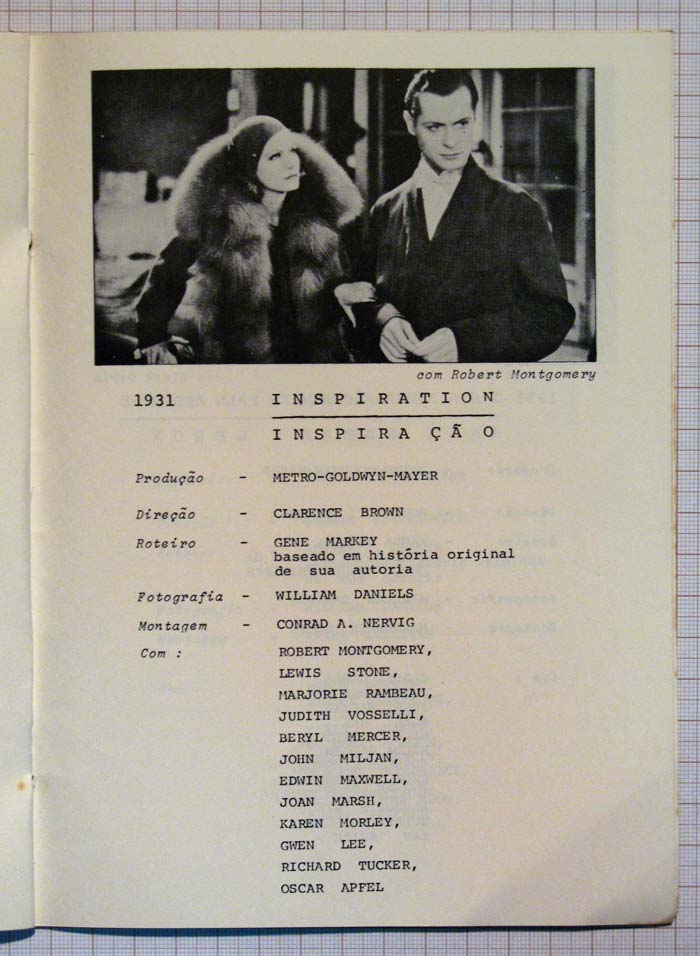 com Robert Montgomery
1931 INSPIRATION
INSPIRAÇÃO
Produção - METRO-GOLDWYN-MAYER
Direção - CLARENCE BROWN
Roteiro - GENE MARKEY
baseado em história original
de sua autoria
Fotografia - WILLIAM DANIELS
Montagem - CONRAD A. NERVIG
Com : ROBERT MONTGOMERY,
LEWIS STONE,
MARJORIE RAMBEAU,
JUDITH VOSSELLI,
BERYL MERCER,
JOHN MILJAN,
EDWIN MAXWELL,
JOAN MARSH,
KAREN MORLEY,
GWEN LEE,
RICHARD TUCKER,
OSCAR APFEL